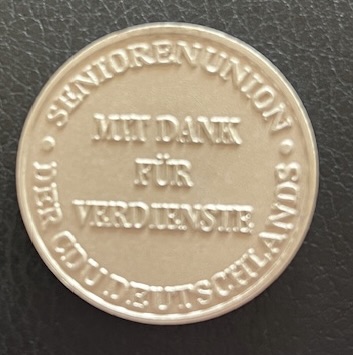 SENIORENUNION
MIT DANK
FÜR
VERDIENSTE
DER CDU DEUTSCHLANDS